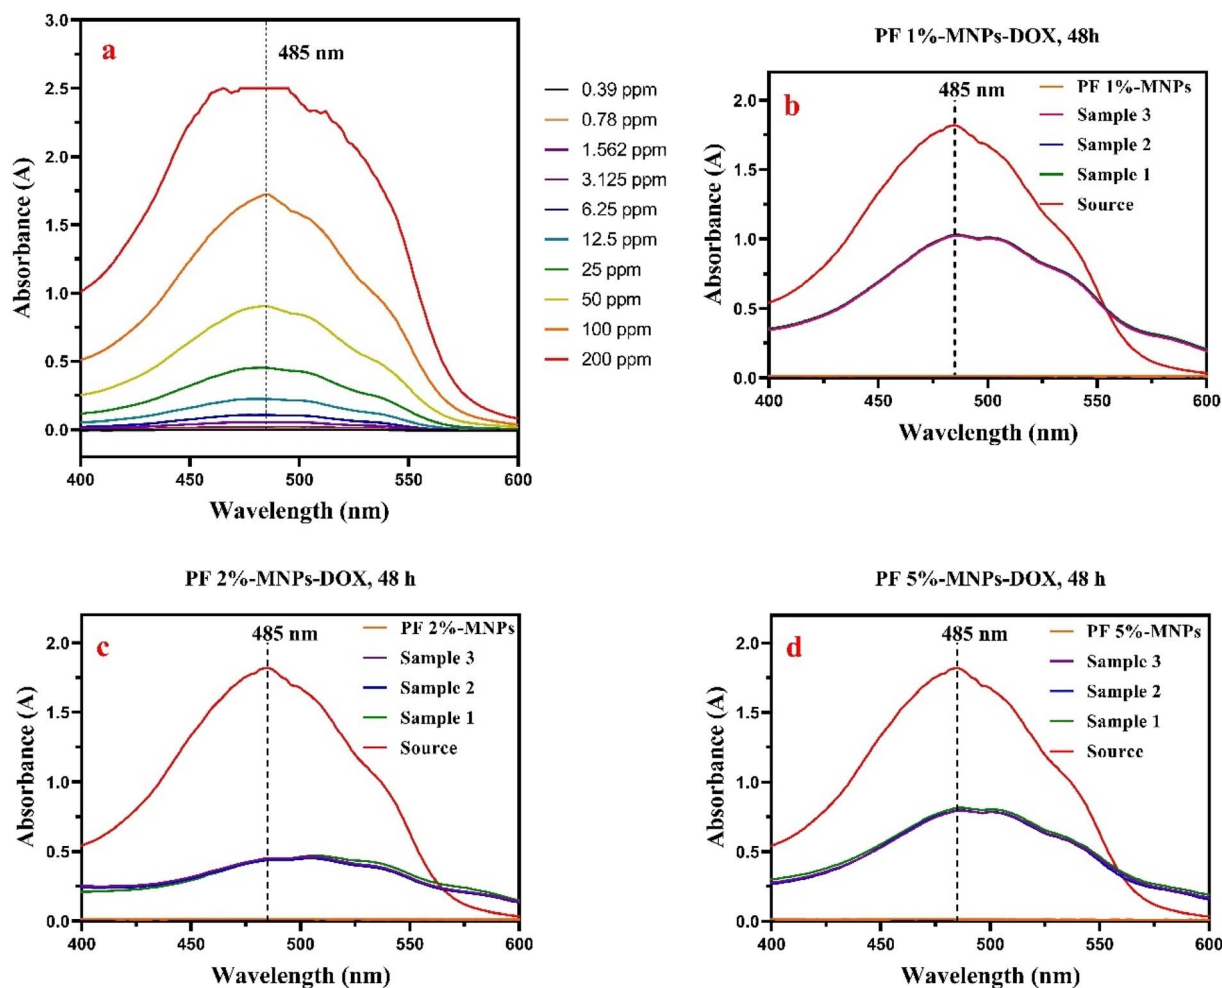 a
485 nm
3.0
2.5
2.0
1.5
1.0
0.5
0.0
400
450
500
550
600
Absorbance (A)
Wavelength (nm)
0.39 ppm
0.78 ppm
1.562 ppm
3.125 ppm
6.25 ppm
12.5 ppm
25 ppm
50 ppm
100 ppm
200 ppm
PF 1%-MNPs-DOX, 48h
b
485 nm
PF 1%-MNPs
Sample 3
Sample 2
Sample 1
Source
2.0
1.5
1.0
0.5
0.0
400
450
500
550
600
Absorbance (A)
Wavelength (nm)
PF 2%-MNPs-DOX, 48 h
c
485 nm
PF 2%-MNPs
Sample 3
Sample 2
Sample 1
Source
2.0
1.5
1.0
0.5
0.0
400
450
500
550
600
Absorbance (A)
Wavelength (nm)
PF 5%-MNPs-DOX, 48 h
d
485 nm
PF 5%-MNPs
Sample 3
Sample 2
Sample 1
Source
2.0
1.5
1.0
0.5
0.0
400
450
500
550
600
Absorbance (A)
Wavelength (nm)